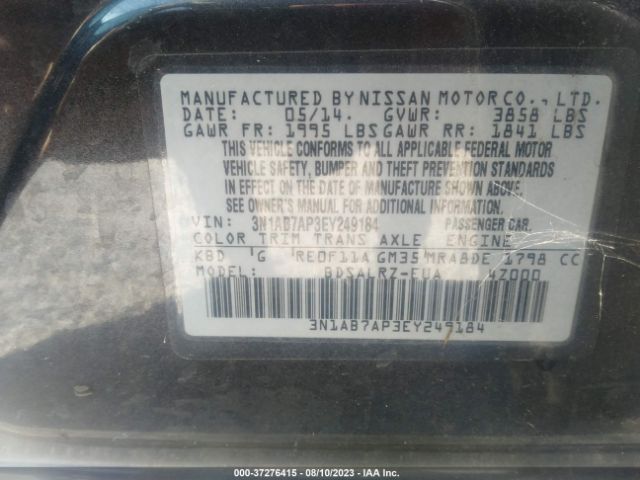 MANUFACTURED BY NISSAN MOTOR CO., LTD.
DATE: 05/14. GVWR: 3858 LBS
GAWR FR: 1995 LBS GAWR RR: 1841 LBS
THIS VEHICLE CONFORMS TO ALL APPLICABLE FEDERAL MOTOR
VEHICLE SAFETY, BUMPER AND THEFT PREVENTION STANDARDS
IN EFFECT ON THE DATE OF MANUFACTURE SHOWN ABOVE.
SEE OWNER'S MANUAL FOR ADDITIONAL INFORMATION
VIN: 3N1AB7AP3EY249184 PASSENGER CAR.
COLOR TRIM TRANS AXLE ENGINE
KBD G RE0F11A GM35 MRA8DE 1798 CC
MODEL: BDSALRZ-EUA 4Z000
3N1AB7AP3EY249184
000-37276415 - 08/10/2023 - IAA Inc.